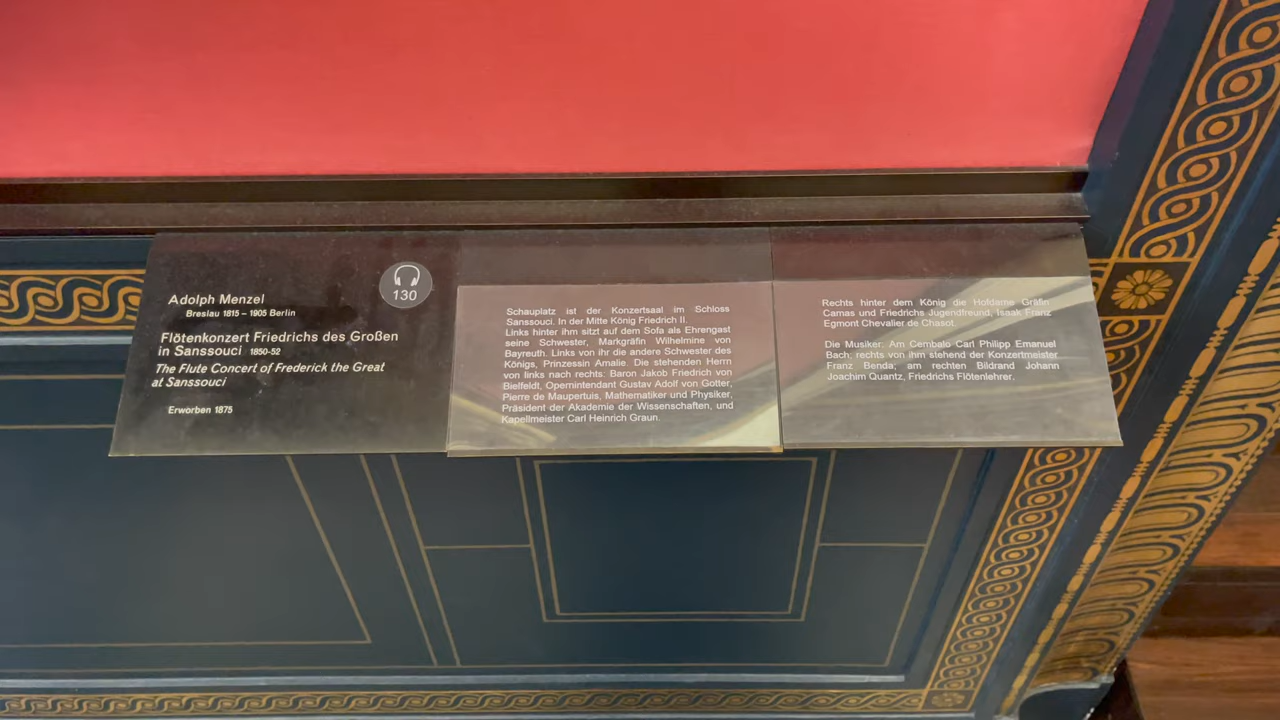 130
Adolph Menzel
Breslau 1815 – 1905 Berlin
Flötenkonzert Friedrichs des Großen
in Sanssouci 1850-52
The Flute Concert of Frederick the Great
at Sanssouci
Erworben 1875
Schauplatz ist der Konzertsaal im Schloss
Sanssouci. In der Mitte König Friedrich II.
Links hinter ihm sitzt auf dem Sofa als Ehrengast
seine Schwester, Markgräfin Wilhelmine von
Bayreuth. Links von ihr die andere Schwester des
Königs, Prinzessin Amalie. Die stehenden Herrn
von links nach rechts: Baron Jakob Friedrich von
Bielfeldt, Opernintendant Gustav Adolf von Gotter,
Pierre de Maupertuis, Mathematiker und Physiker,
Präsident der Akademie der Wissenschaften, und
Kapellmeister Carl Heinrich Graun.
Rechts hinter dem König die Hofdame Gräfin
Camas und Friedrichs Jugendfreund, Isaak Franz
Egmont Chevalier de Chasot.
Die Musiker: Am Cembalo Carl Philipp Emanuel
Bach; rechts von ihm stehend der Konzertmeister
Franz Benda; am rechten Bildrand Johann
Joachim Quantz, Friedrichs Flötenlehrer.